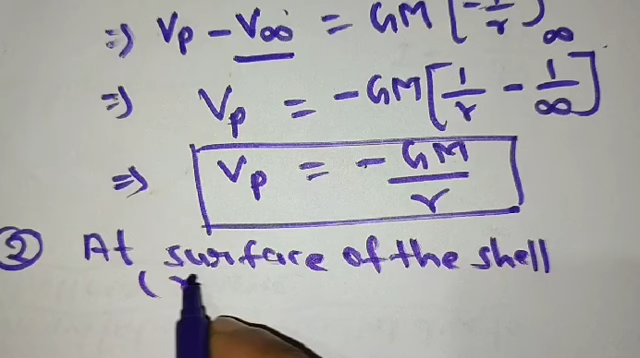 ⇒ Vp - V∞ = GM [-1/r]∞
⇒ Vp = -GM [1/r - 1/∞]
⇒ Vp = - GM/r
② At surface of the shell
(r